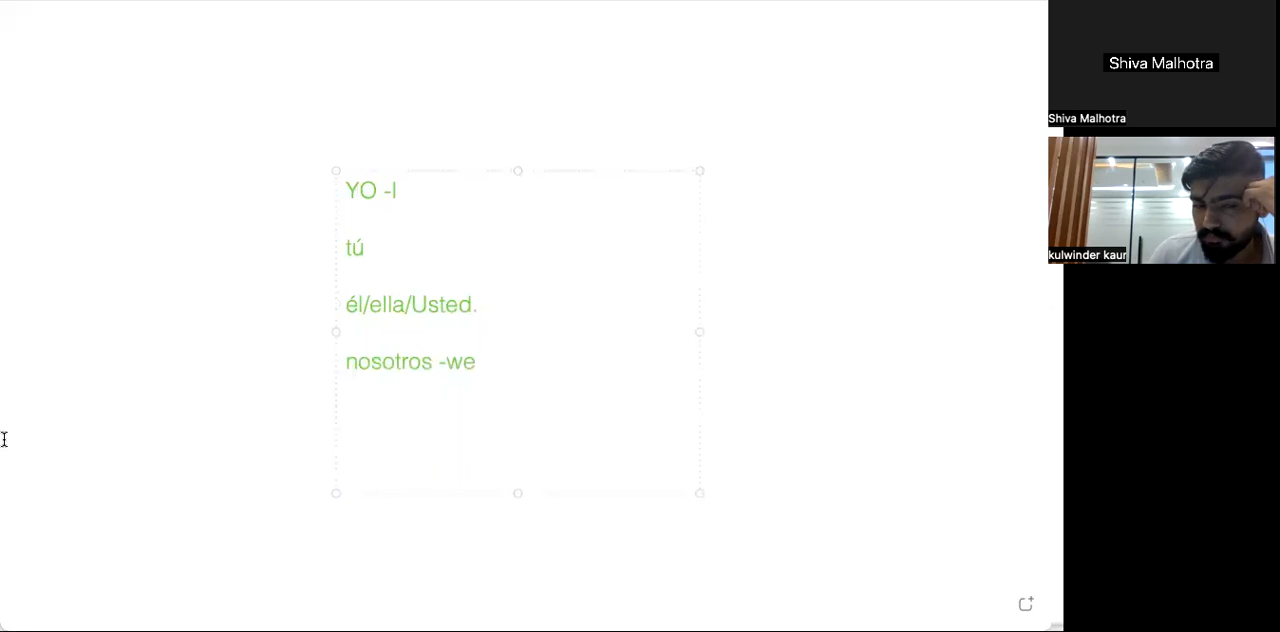 YO -I
tú
él/ella/Usted.
nosotros -we
Shiva Malhotra
Shiva Malhotra
kulwinder kaur